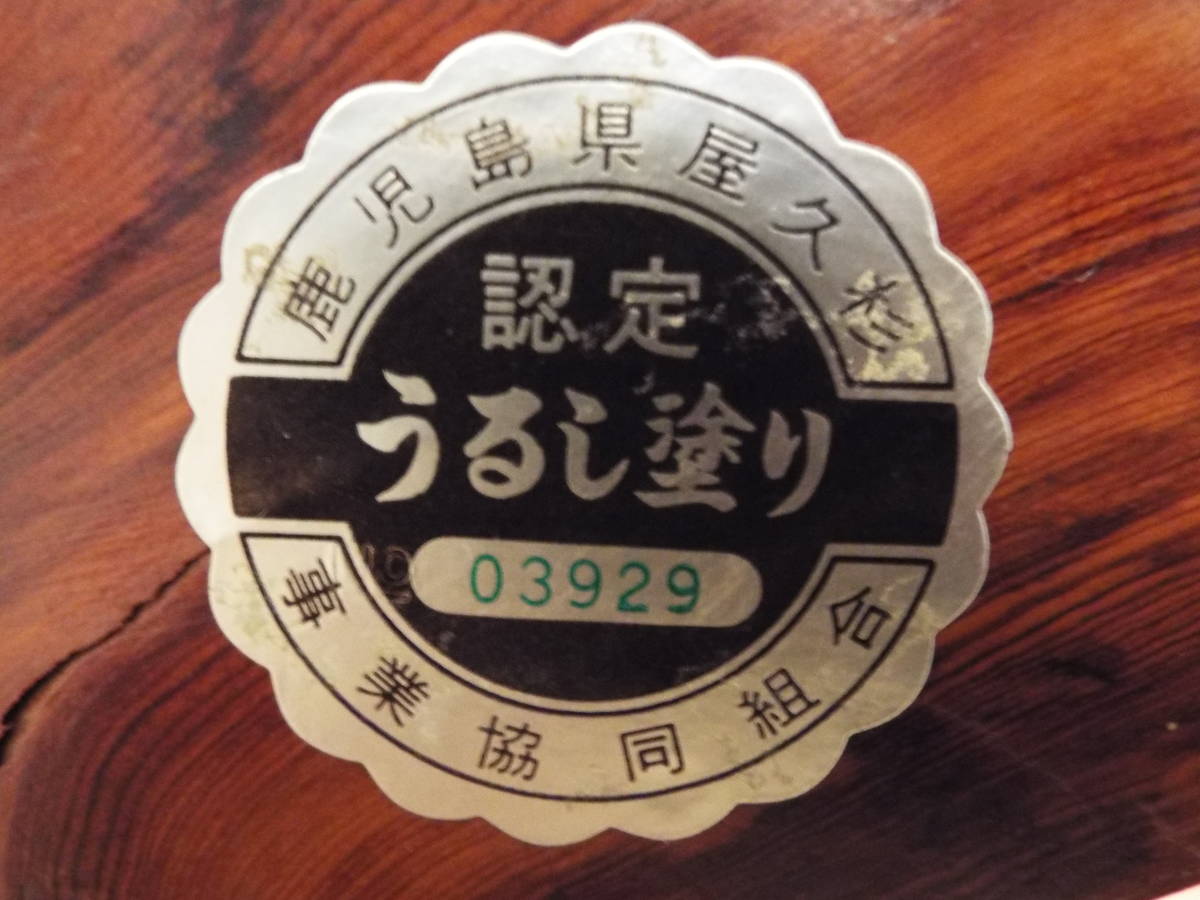 鹿児島県屋久杉
認定
うるし塗り
03929
事業協同組合